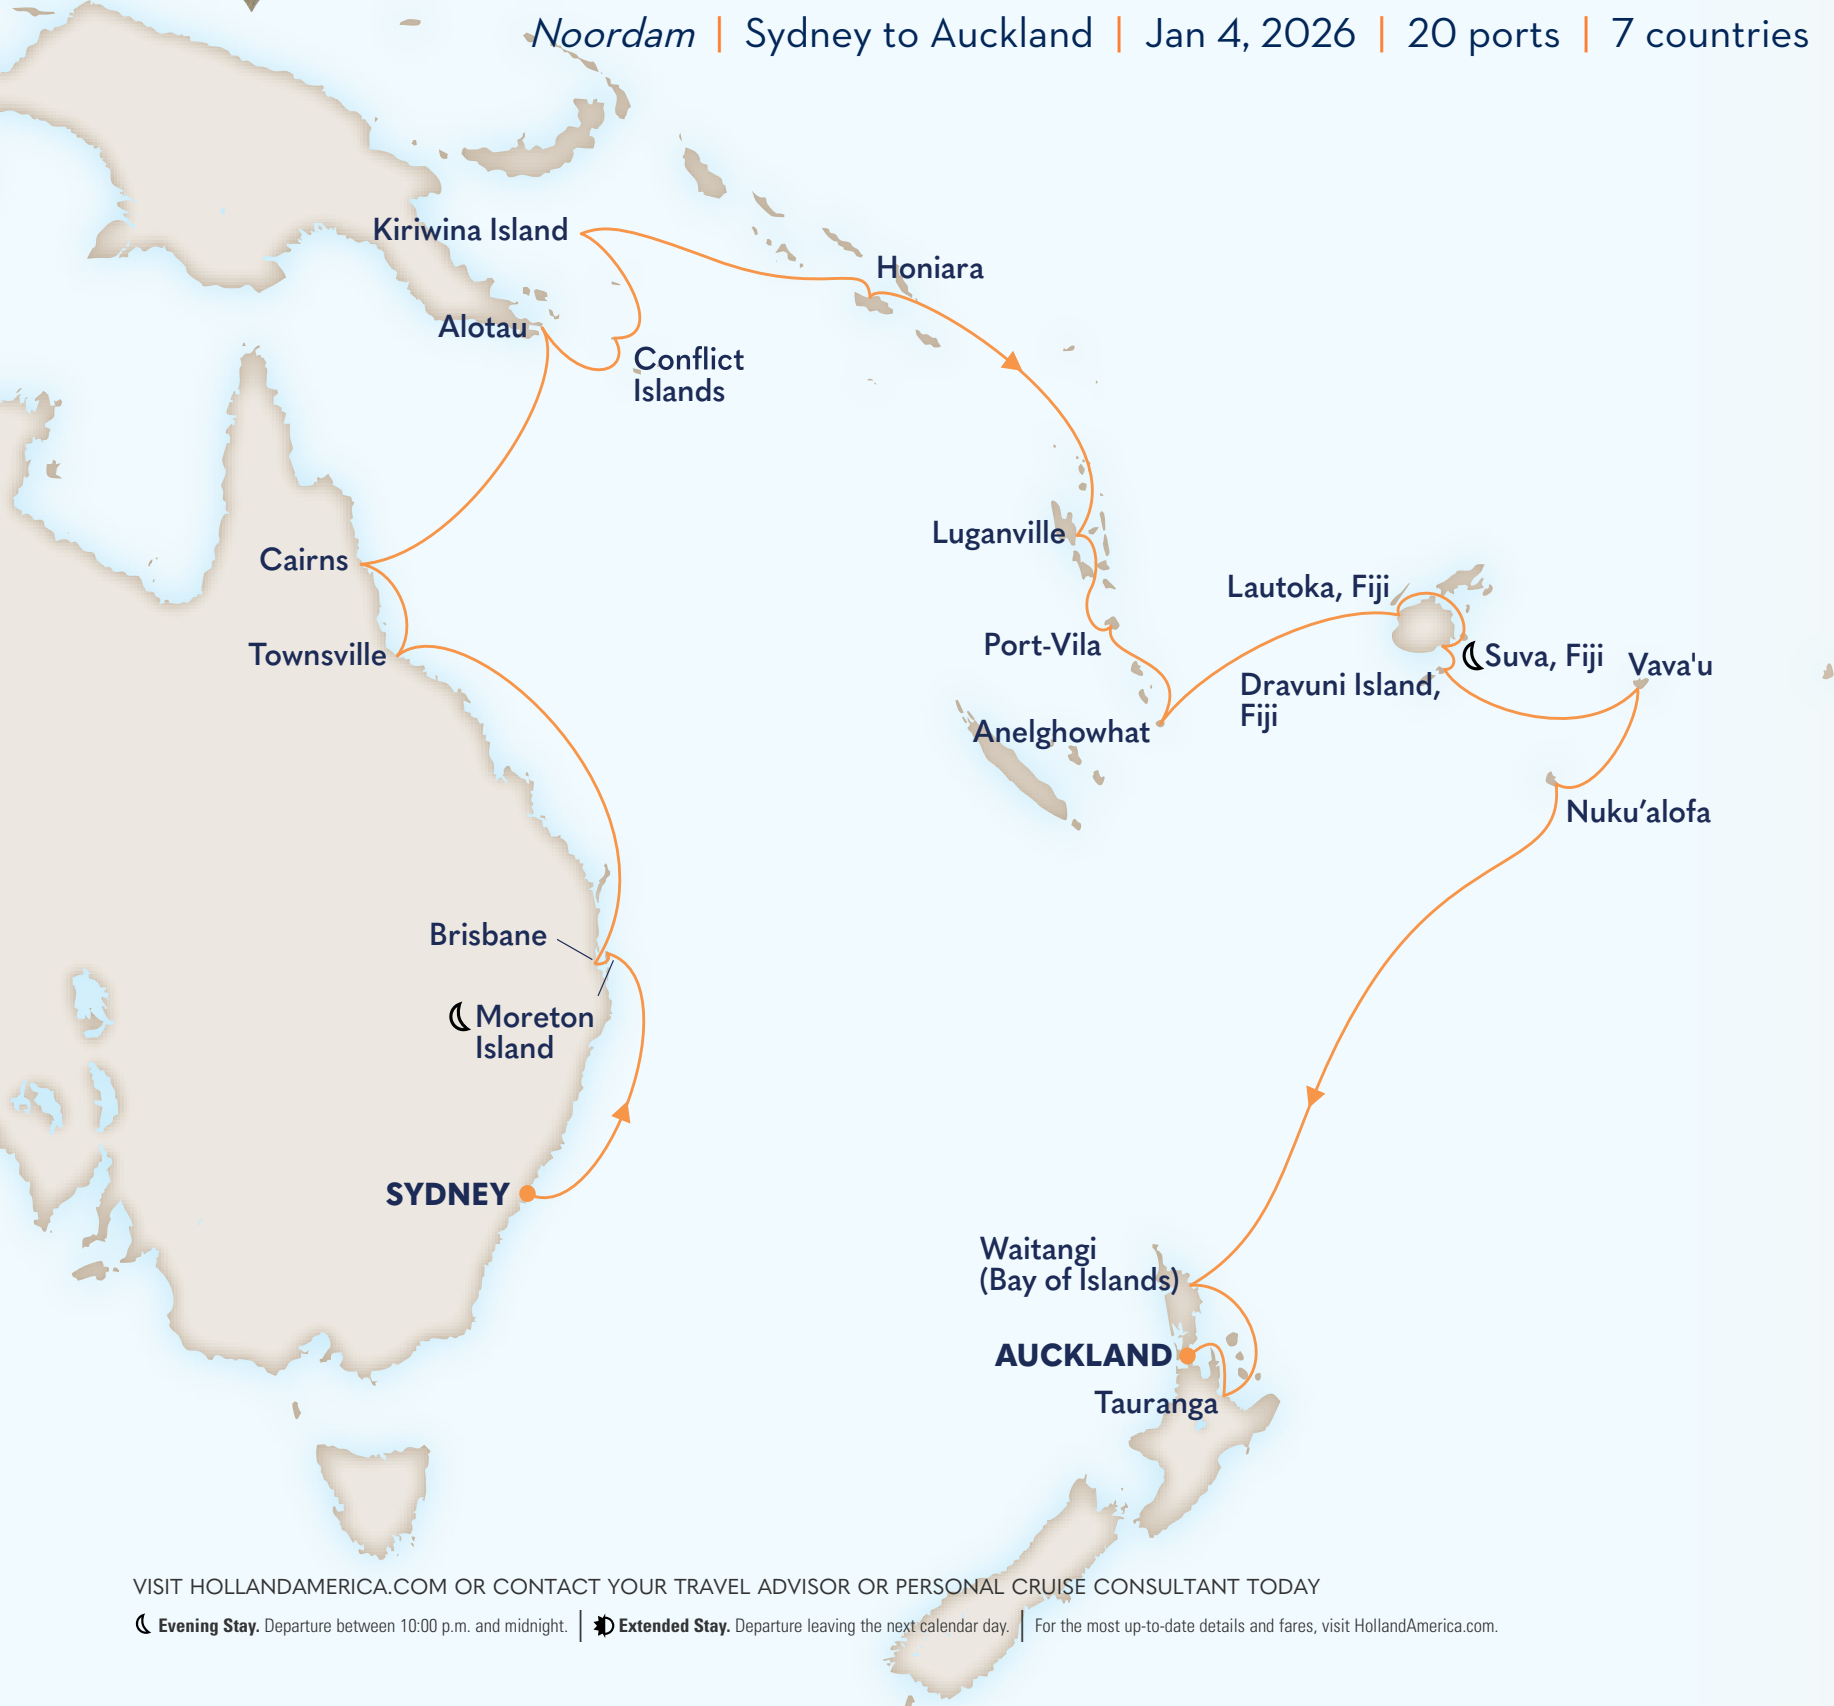 Noordam | Sydney to Auckland | Jan 4, 2026 | 20 ports | 7 countries
Kiriwina Island
Honiara
Alotau
Conflict
Islands
Luganville
Cairns
Lautoka, Fiji
Port-Vila
Townsville
Suva, Fiji
Vava'u
Dravuni Island,
Fiji
Anelghowhat
Nuku’alofa
Brisbane
Moreton
Island
SYDNEY
Waitangi
(Bay of Islands)
AUCKLAND
Tauranga
VISIT HOLLANDAMERICA.COM OR CONTACT YOUR TRAVEL ADVISOR OR PERSONAL CRUISE CONSULTANT TODAY
Evening Stay. Departure between 10:00 p.m. and midnight. | Extended Stay. Departure leaving the next calendar day. | For the most up-to-date details and fares, visit HollandAmerica.com.